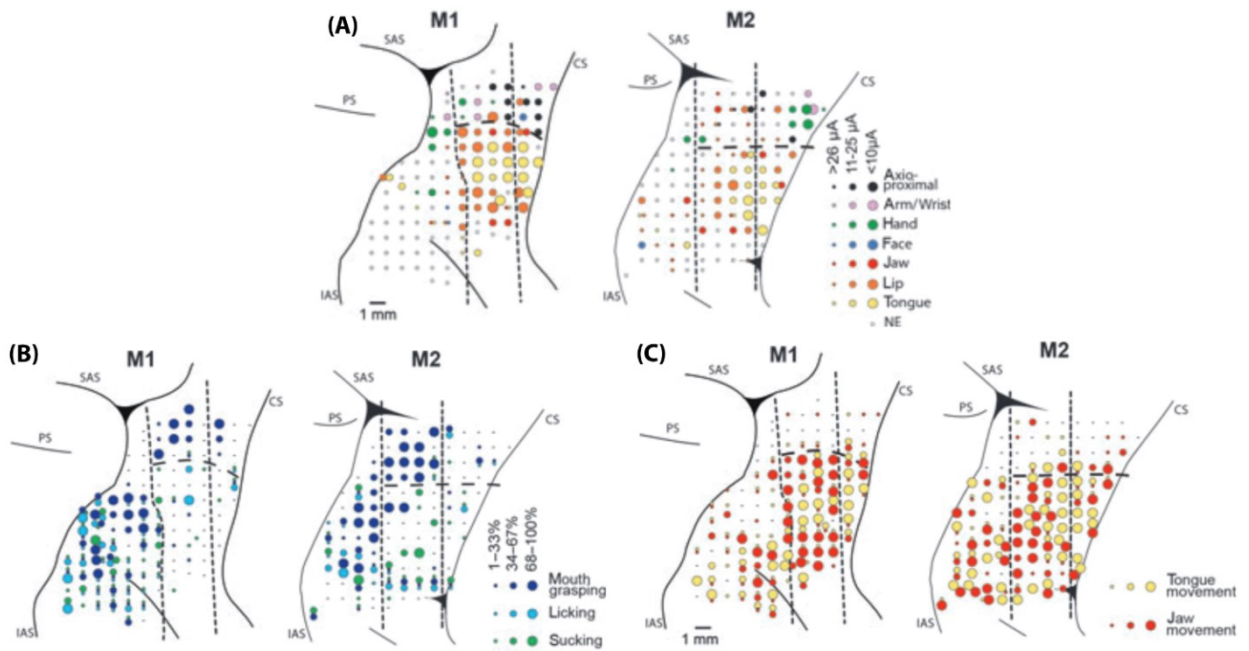 (A)
M1
SAS
CS
PS
IAS
1 mm
M2
SAS
PS
CS
IAS
>26 µA
11-25 µA
<10µA
Axio-
proximal
Arm/Wrist
Hand
Face
Jaw
Lip
Tongue
NE
(B)
M1
SAS
CS
PS
IAS
M2
SAS
PS
CS
IAS
1–33%
34–67%
68–100%
Mouth
grasping
Licking
Sucking
(C)
M1
SAS
CS
PS
IAS
1 mm
M2
SAS
PS
CS
IAS
Tongue
movement
Jaw
movement